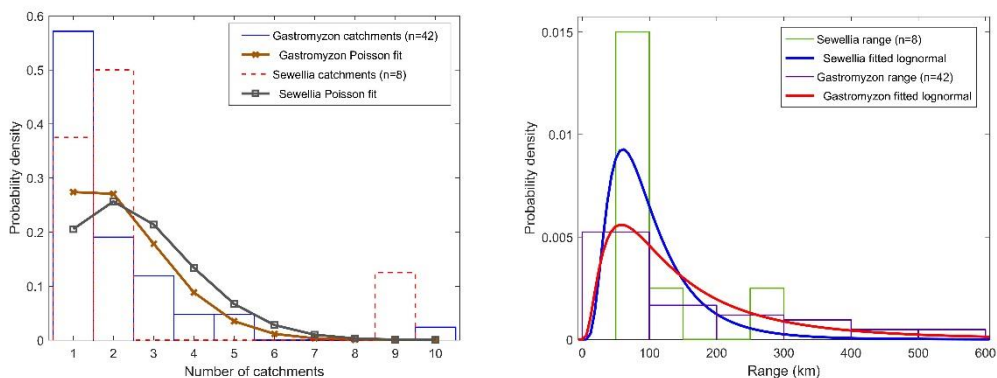 0.6
0.5
0.4
0.3
0.2
0.1
0
Probability density
1 2 3 4 5 6 7 8 9 10
Number of catchments
Gastromyzon catchments (n=42)
Gastromyzon Poisson fit
Sewellia catchments (n=8)
Sewellia Poisson fit
0.015
0.01
0.005
0
Probability density
0 100 200 300 400 500 600
Range (km)
Sewellia range (n=8)
Sewellia fitted lognormal
Gastromyzon range (n=42)
Gastromyzon fitted lognormal